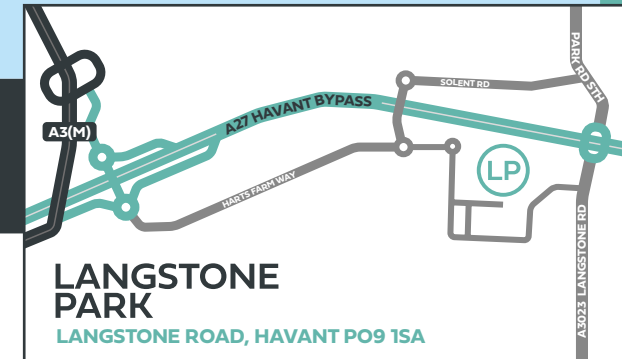 PARK RD STH
SOLENT RD
A27 HAVANT BYPASS
A3(M)
LP
HARTS FARM WAY
A3023 LANGSTONE RD
LANGSTONE
PARK
LANGSTONE ROAD, HAVANT PO9 1SA